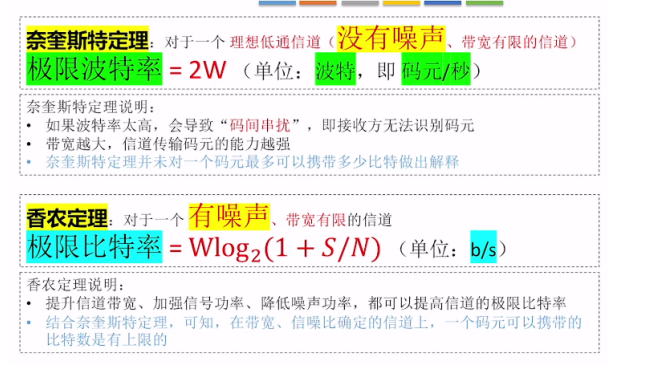 奈奎斯特定理：对于一个 理想低通信道（没有噪声、带宽有限的信道）
极限波特率 = 2W （单位：波特，即 码元/秒）
奈奎斯特定理说明：
• 如果波特率太高，会导致“码间串扰”，即接收方无法识别码元
• 带宽越大，信道传输码元的能力越强
• 奈奎斯特定理并未对一个码元最多可以携带多少比特做出解释
香农定理：对于一个 有噪声、带宽有限的信道
极限比特率 = Wlog₂(1 + S/N) （单位：b/s）
香农定理说明：
• 提升信道带宽、加强信号功率、降低噪声功率，都可以提高信道的极限比特率
• 结合奈奎斯特定理，可知，在带宽、信噪比确定的信道上，一个码元可以携带的
比特数是有上限的